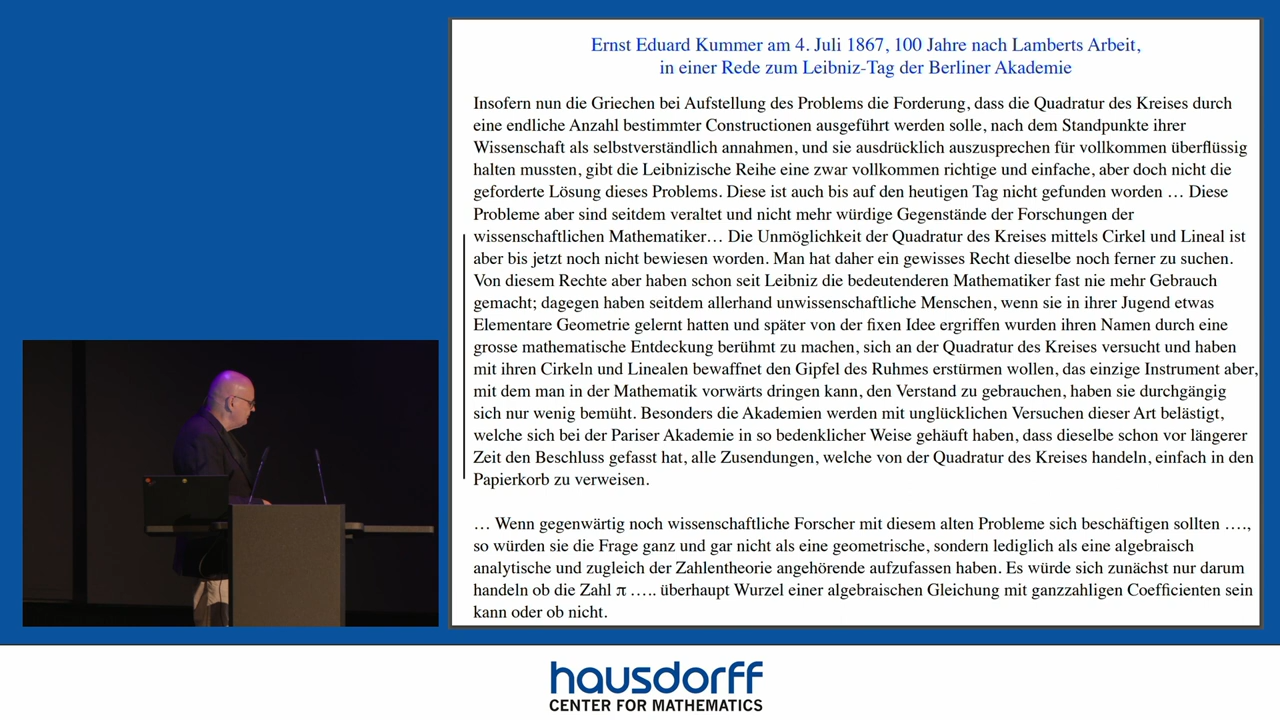 Ernst Eduard Kummer am 4. Juli 1867, 100 Jahre nach Lamberts Arbeit,
in einer Rede zum Leibniz-Tag der Berliner Akademie
Insofern nun die Griechen bei Aufstellung des Problems die Forderung, dass die Quadratur des Kreises durch
eine endliche Anzahl bestimmter Constructionen ausgeführt werden solle, nach dem Standpunkte ihrer
Wissenschaft als selbstverständlich annahmen, und sie ausdrücklich auszusprechen für vollkommen überflüssig
halten mussten, gibt die Leibnizische Reihe eine zwar vollkommen richtige und einfache, aber doch nicht die
geforderte Lösung dieses Problems. Diese ist auch bis auf den heutigen Tag nicht gefunden worden … Diese
Probleme aber sind seitdem veraltet und nicht mehr würdige Gegenstände der Forschungen der
wissenschaftlichen Mathematiker… Die Unmöglichkeit der Quadratur des Kreises mittels Cirkel und Lineal ist
aber bis jetzt noch nicht bewiesen worden. Man hat daher ein gewisses Recht dieselbe noch ferner zu suchen.
Von diesem Rechte aber haben schon seit Leibniz die bedeutenderen Mathematiker fast nie mehr Gebrauch
gemacht; dagegen haben seitdem allerhand unwissenschaftliche Menschen, wenn sie in ihrer Jugend etwas
Elementare Geometrie gelernt hatten und später von der fixen Idee ergriffen wurden ihren Namen durch eine
grosse mathematische Entdeckung berühmt zu machen, sich an der Quadratur des Kreises versucht und haben
mit ihren Cirkeln und Linealen bewaffnet den Gipfel des Ruhmes erstürmen wollen, das einzige Instrument aber,
mit dem man in der Mathematik vorwärts dringen kann, den Verstand zu gebrauchen, haben sie durchgängig
sich nur wenig bemüht. Besonders die Akademien werden mit unglücklichen Versuchen dieser Art belästigt,
welche sich bei der Pariser Akademie in so bedenklicher Weise gehäuft haben, dass dieselbe schon vor längerer
Zeit den Beschluss gefasst hat, alle Zusendungen, welche von der Quadratur des Kreises handeln, einfach in den
Papierkorb zu verweisen.
… Wenn gegenwärtig noch wissenschaftliche Forscher mit diesem alten Probleme sich beschäftigen sollten ….,
so würden sie die Frage ganz und gar nicht als eine geometrische, sondern lediglich als eine algebraisch
analytische und zugleich der Zahlentheorie angehörende aufzufassen haben. Es würde sich zunächst nur darum
handeln ob die Zahl π ….. überhaupt Wurzel einer algebraischen Gleichung mit ganzzahligen Coefficienten sein
kann oder ob nicht.
hausdorff
CENTER FOR MATHEMATICS